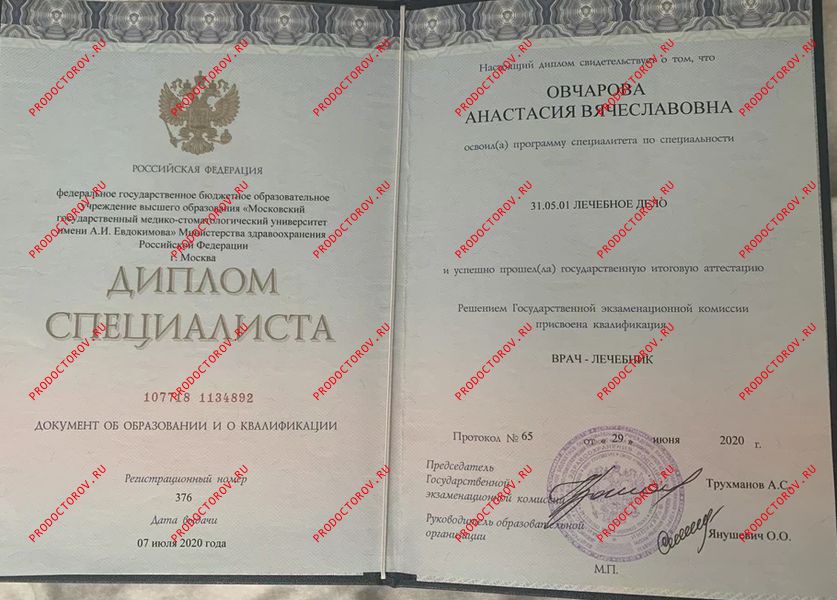 РОССИЙСКАЯ ФЕДЕРАЦИЯ
федеральное государственное бюджетное образовательное
учреждение высшего образования «Московский
государственный медико-стоматологический университет
имени А.И. Евдокимова» Министерства здравоохранения
Российской Федерации
г. Москва
ДИПЛОМ
СПЕЦИАЛИСТА
107718 1134892
ДОКУМЕНТ ОБ ОБРАЗОВАНИИ И О КВАЛИФИКАЦИИ
Регистрационный номер
376
Дата выдачи
07 июля 2020 года
Настоящий диплом свидетельствует о том, что
ОВЧАРОВА
АНАСТАСИЯ ВЯЧЕСЛАВОВНА
освоил(а) программу специалитета по специальности
31.05.01 ЛЕЧЕБНОЕ ДЕЛО
и успешно прошел(ла) государственную итоговую аттестацию
Решением Государственной экзаменационной комиссии
присвоена квалификация
ВРАЧ - ЛЕЧЕБНИК
Протокол № 65 от « 29 » июня 2020 г.
Председатель
Государственной
экзаменационной комиссии
Трухманов А.С.
Руководитель образовательной
организации
Янушевич О.О.
М.П.
PRODOCTOROV.RU